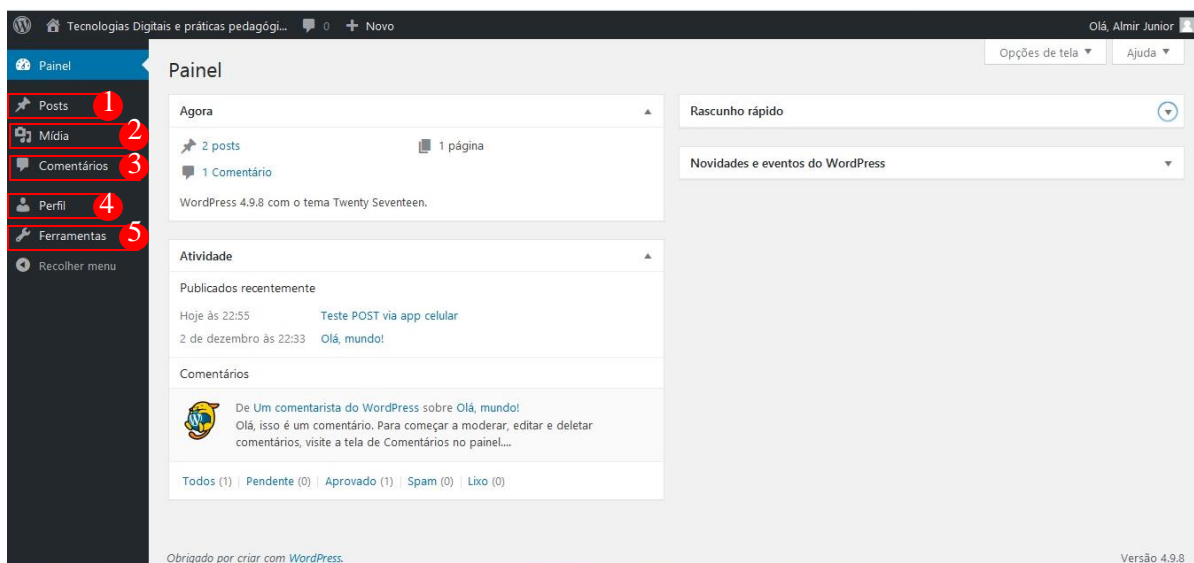 Tecnologias Digitais e práticas pedagógi... 0 + Novo Olá, Almir Junior
Opções de tela ▼ Ajuda ▼
Painel
Posts 1
Mídia 2
Comentários 3
Perfil 4
Ferramentas 5
Recolher menu
Painel
Agora
2 posts 1 página
1 Comentário
WordPress 4.9.8 com o tema Twenty Seventeen.
Atividade
Publicados recentemente
Hoje às 22:55 Teste POST via app celular
2 de dezembro às 22:33 Olá, mundo!
Comentários
De Um comentarista do WordPress sobre Olá, mundo!
Olá, isso é um comentário. Para começar a moderar, editar e deletar
comentários, visite a tela de Comentários no painel....
Todos (1) | Pendente (0) | Aprovado (1) | Spam (0) | Lixo (0)
Rascunho rápido
Novidades e eventos do WordPress
Obrigado por criar com WordPress.
Versão 4.9.8